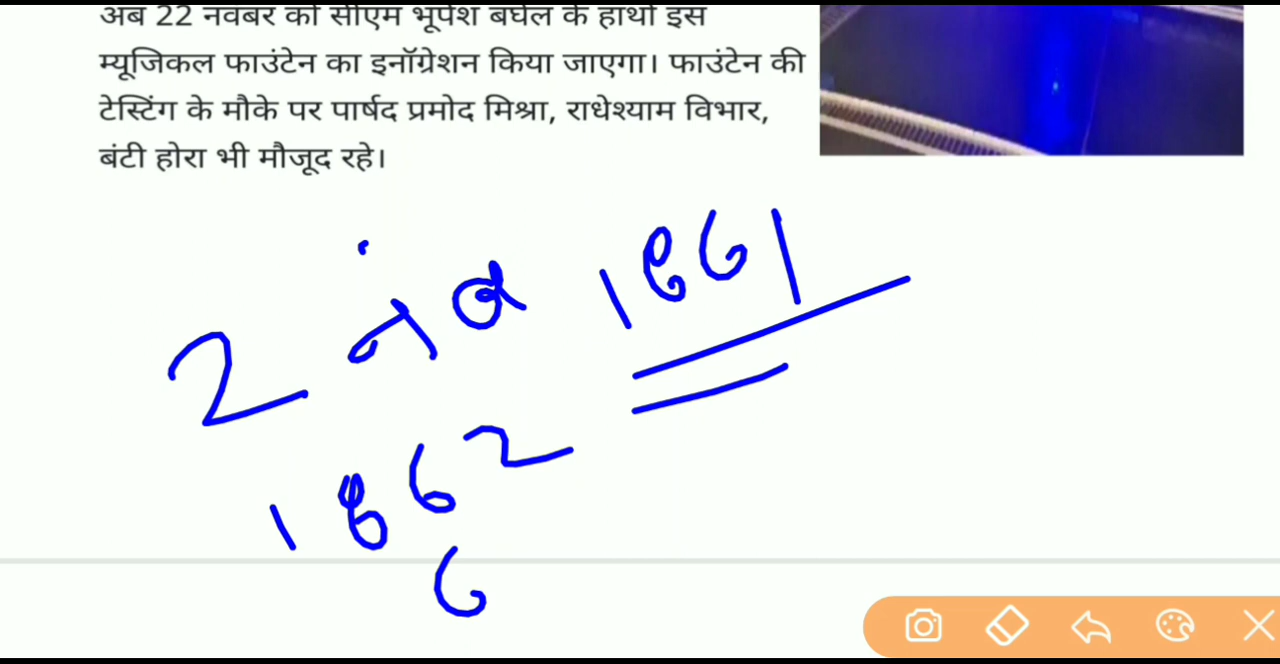 अब 22 नवंबर को सीएम भूपेश बघेल के हाथों इस
म्यूजिकल फाउंटेन का इनॉग्रेशन किया जाएगा। फाउंटेन की
टेस्टिंग के मौके पर पार्षद प्रमोद मिश्रा, राधेश्याम विभार,
बंटी होरा भी मौजूद रहे।
2 नंव 1861
1862
6